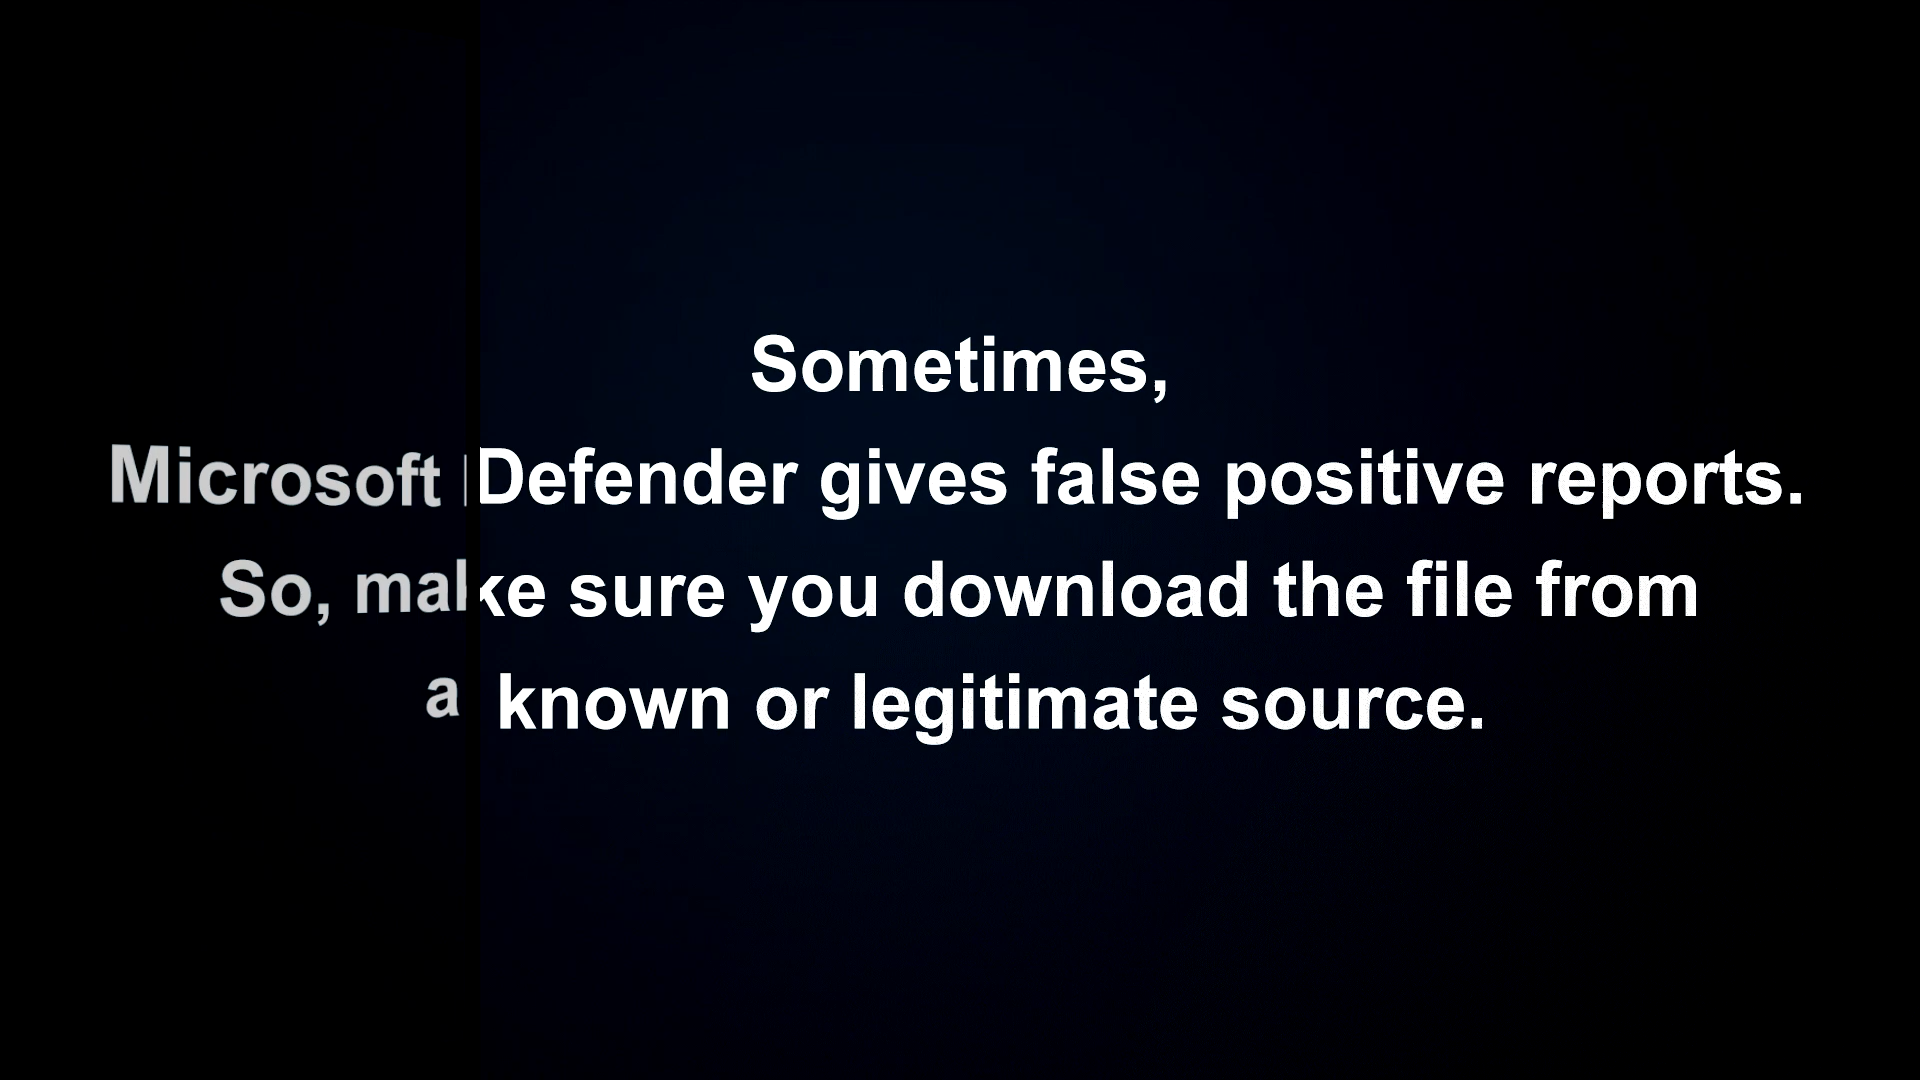 Sometimes,
Microsoft Defender gives false positive reports.
So, make sure you download the file from
a known or legitimate source.